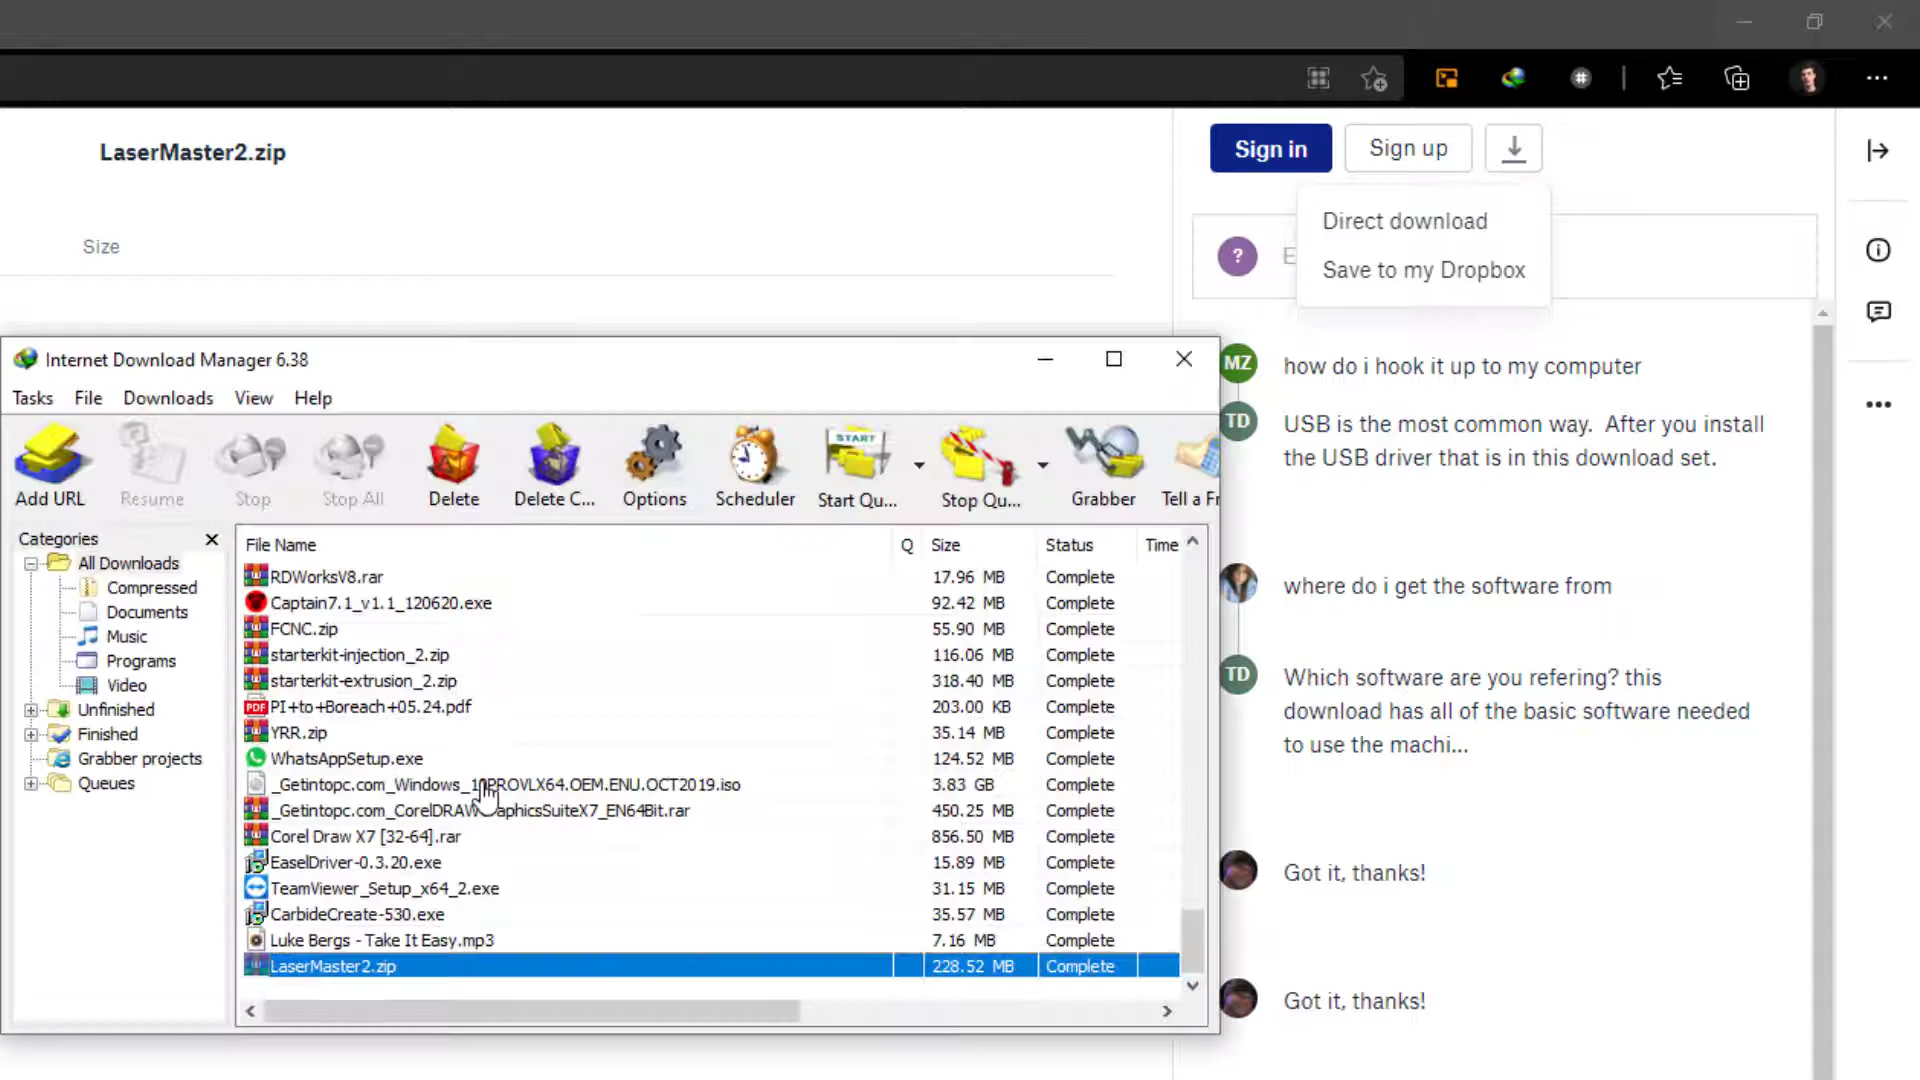 LaserMaster2.zip
Sign in
Sign up
Size
Direct download
Save to my Dropbox
?
E
Internet Download Manager 6.38
Tasks File Downloads View Help
START
Add URL Resume Stop Stop All Delete Delete C... Options Scheduler Start Qu... Stop Qu... Grabber Tell a Fr
Categories
All Downloads
Compressed
Documents
Music
Programs
Video
Unfinished
Finished
Grabber projects
Queues
File Name Q Size Status Time
RDWorksV8.rar 17.96 MB Complete
Captain7.1_v1.1_120620.exe 92.42 MB Complete
FCNC.zip 55.90 MB Complete
starterkit-injection_2.zip 116.06 MB Complete
starterkit-extrusion_2.zip 318.40 MB Complete
PDF PI+to+Boreach+05.24.pdf 203.00 KB Complete
YRR.zip 35.14 MB Complete
WhatsAppSetup.exe 124.52 MB Complete
3.83 GB Complete
450.25 MB Complete
Corel Draw X7 [32-64].rar 856.50 MB Complete
EaselDriver-0.3.20.exe 15.89 MB Complete
TeamViewer_Setup_x64_2.exe 31.15 MB Complete
CarbideCreate-530.exe 35.57 MB Complete
Luke Bergs - Take It Easy.mp3 7.16 MB Complete
LaserMaster2.zip 228.52 MB Complete
MZ
how do i hook it up to my computer
TD
USB is the most common way. After you install
the USB driver that is in this download set.
where do i get the software from
TD
Which software are you refering? this
download has all of the basic software needed
to use the machi...
Got it, thanks!
Got it, thanks!